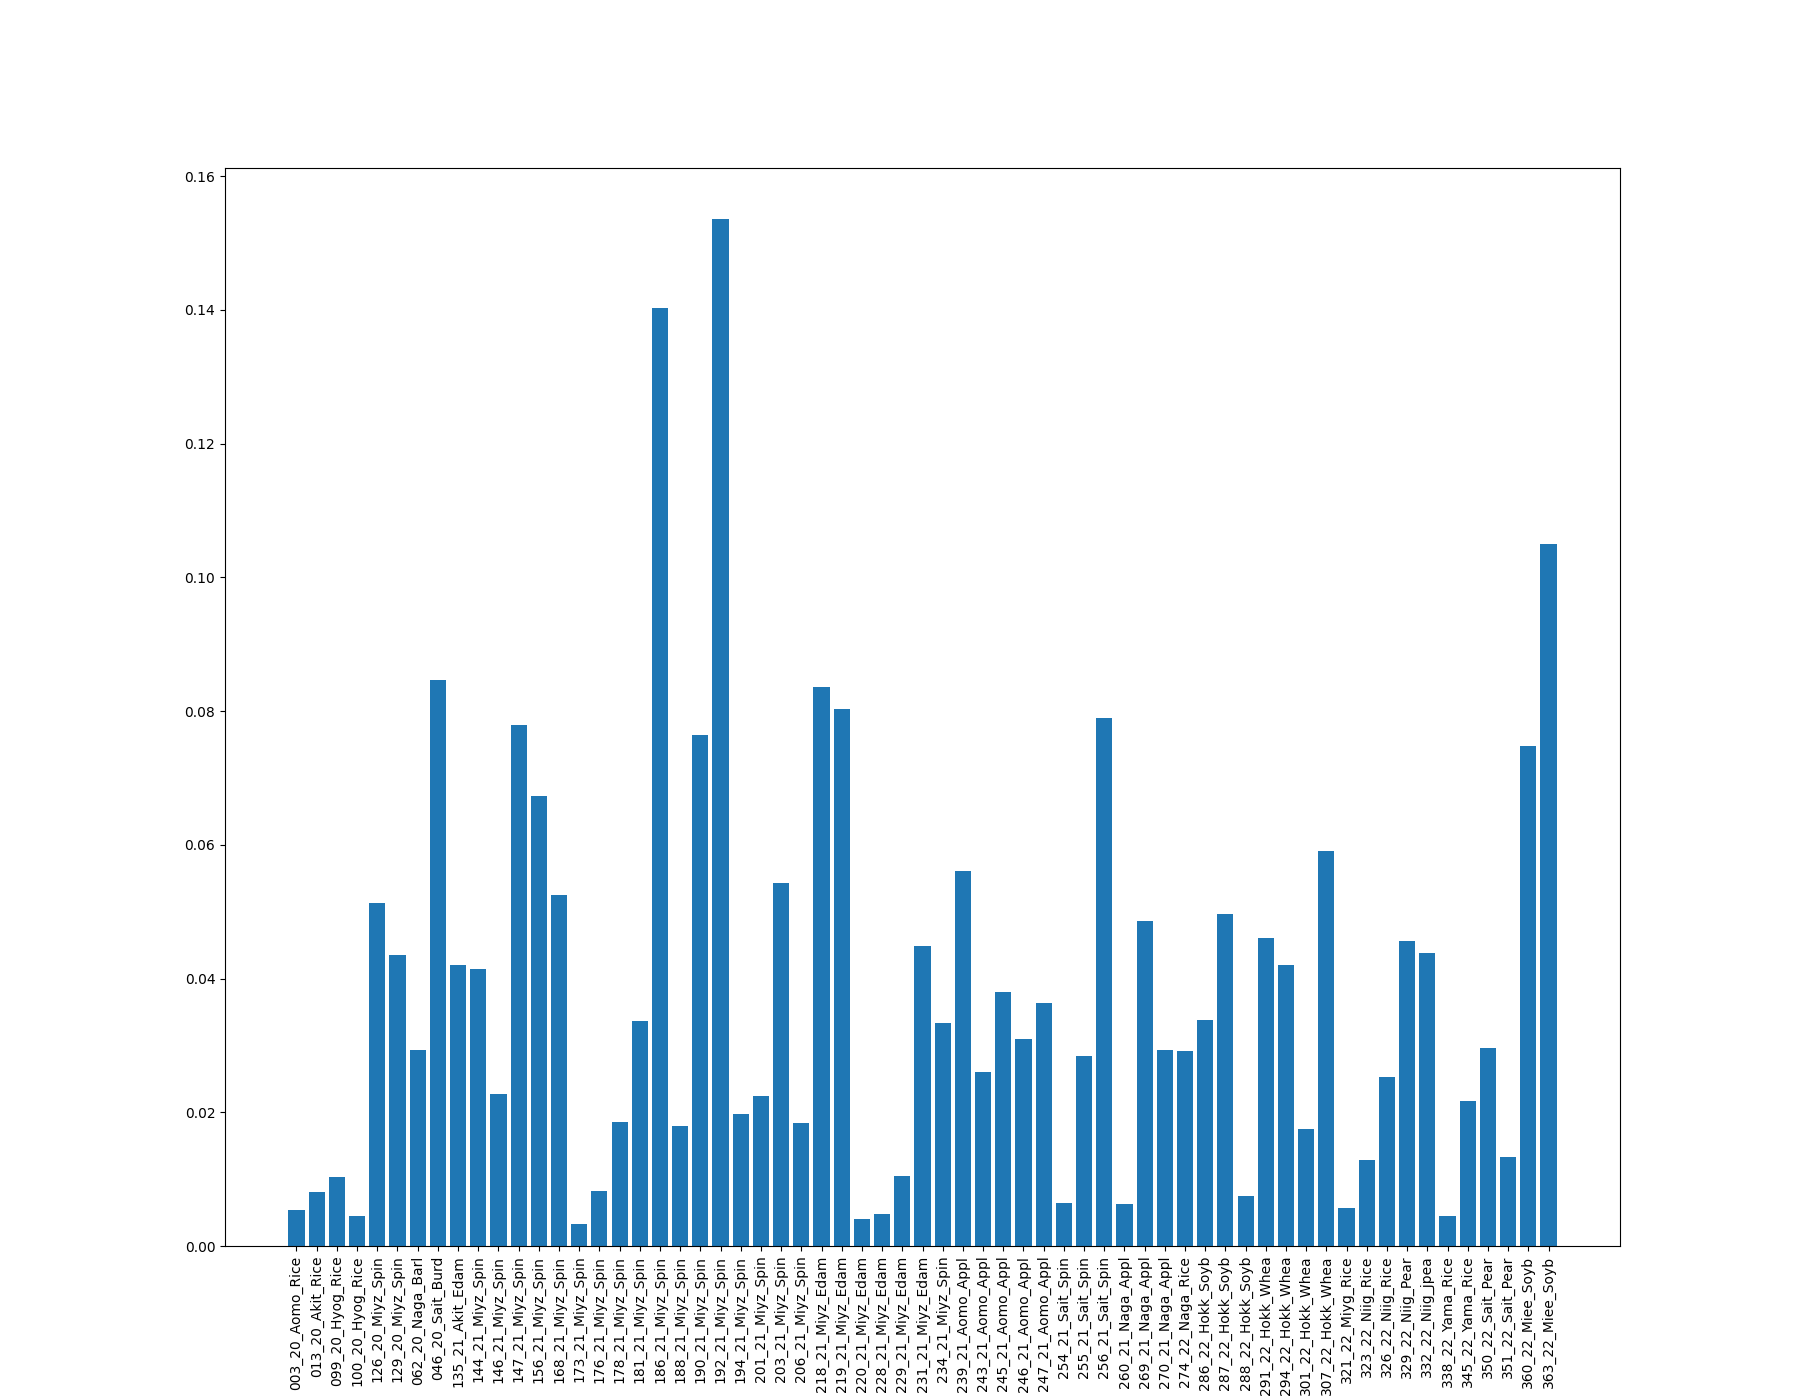 0.16
0.14
0.12
0.10
0.08
0.06
0.04
0.02
0.00
003_20_Aomo_Rice
013_20_Akit_Rice
099_20_Hyog_Rice
100_20_Hyog_Rice
126_20_Miyz_Spin
129_20_Miyz_Spin
062_20_Naga_Barl
046_20_Sait_Burd
135_21_Akit_Edam
144_21_Miyz_Spin
146_21_Miyz_Spin
147_21_Miyz_Spin
156_21_Miyz_Spin
168_21_Miyz_Spin
173_21_Miyz_Spin
176_21_Miyz_Spin
178_21_Miyz_Spin
181_21_Miyz_Spin
186_21_Miyz_Spin
188_21_Miyz_Spin
190_21_Miyz_Spin
192_21_Miyz_Spin
194_21_Miyz_Spin
201_21_Miyz_Spin
203_21_Miyz_Spin
206_21_Miyz_Spin
218_21_Miyz_Edam
219_21_Miyz_Edam
220_21_Miyz_Edam
228_21_Miyz_Edam
229_21_Miyz_Edam
231_21_Miyz_Edam
234_21_Miyz_Spin
239_21_Aomo_Appl
243_21_Aomo_Appl
245_21_Aomo_Appl
246_21_Aomo_Appl
247_21_Aomo_Appl
254_21_Sait_Spin
255_21_Sait_Spin
256_21_Sait_Spin
260_21_Naga_Appl
269_21_Naga_Appl
270_21_Naga_Appl
274_22_Naga_Rice
286_22_Hokk_Soyb
287_22_Hokk_Soyb
288_22_Hokk_Soyb
291_22_Hokk_Whea
294_22_Hokk_Whea
301_22_Hokk_Whea
307_22_Hokk_Whea
321_22_Miyg_Rice
323_22_Niig_Rice
326_22_Niig_Rice
329_22_Niig_Pear
332_22_Niig_jpea
338_22_Yama_Rice
345_22_Yama_Rice
350_22_Sait_Pear
351_22_Sait_Pear
360_22_Miee_Soyb
363_22_Miee_Soyb